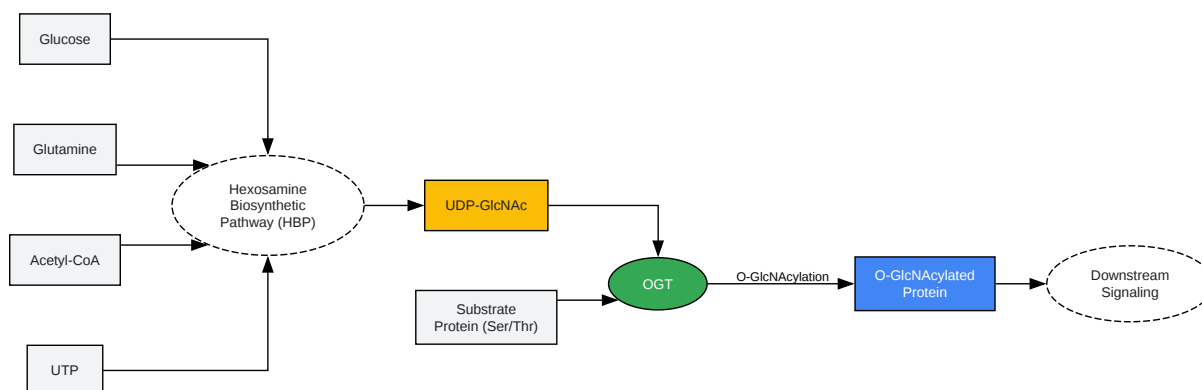 Glucose
Glutamine
Hexosamine
Biosynthetic
Pathway (HBP)
UDP-GlcNAc
Acetyl-CoA
OGT
O-GlcNAcylation
O-GlcNAcylated
Protein
Downstream
Signaling
Substrate
Protein (Ser/Thr)
UTP